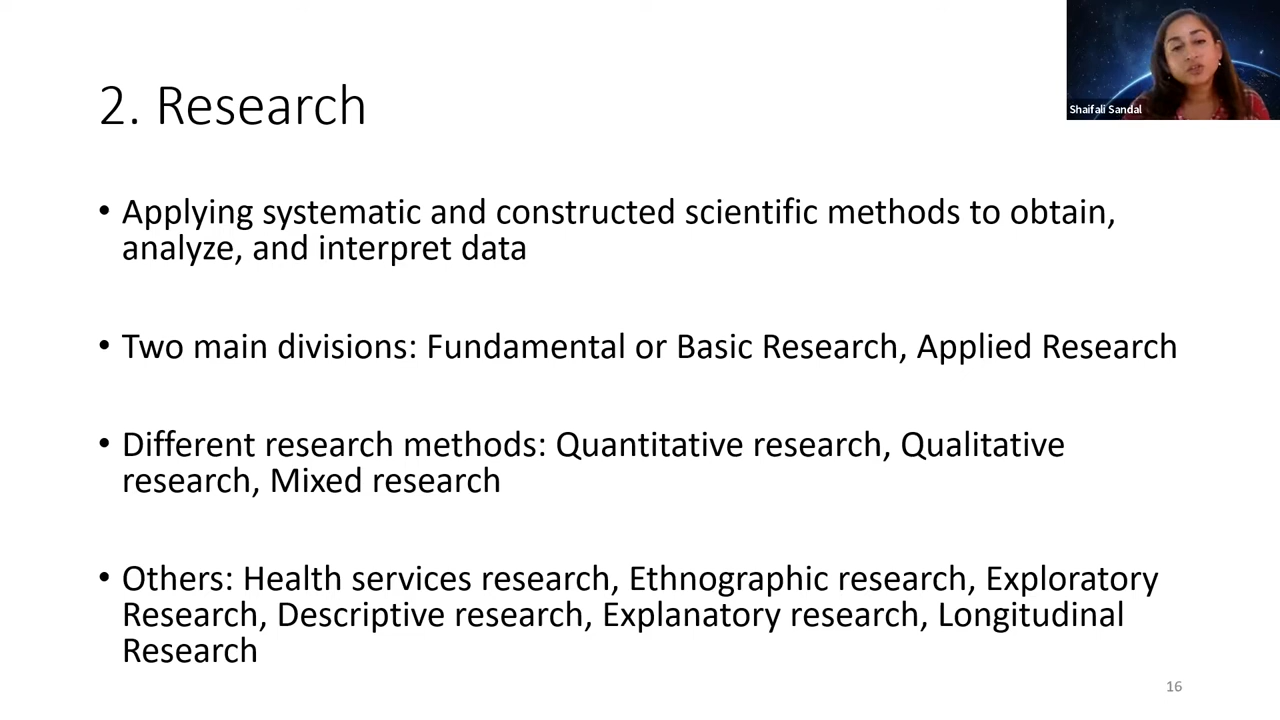 2. Research
Shaifali Sandal
• Applying systematic and constructed scientific methods to obtain,
analyze, and interpret data
• Two main divisions: Fundamental or Basic Research, Applied Research
• Different research methods: Quantitative research, Qualitative
research, Mixed research
• Others: Health services research, Ethnographic research, Exploratory
Research, Descriptive research, Explanatory research, Longitudinal
Research
16